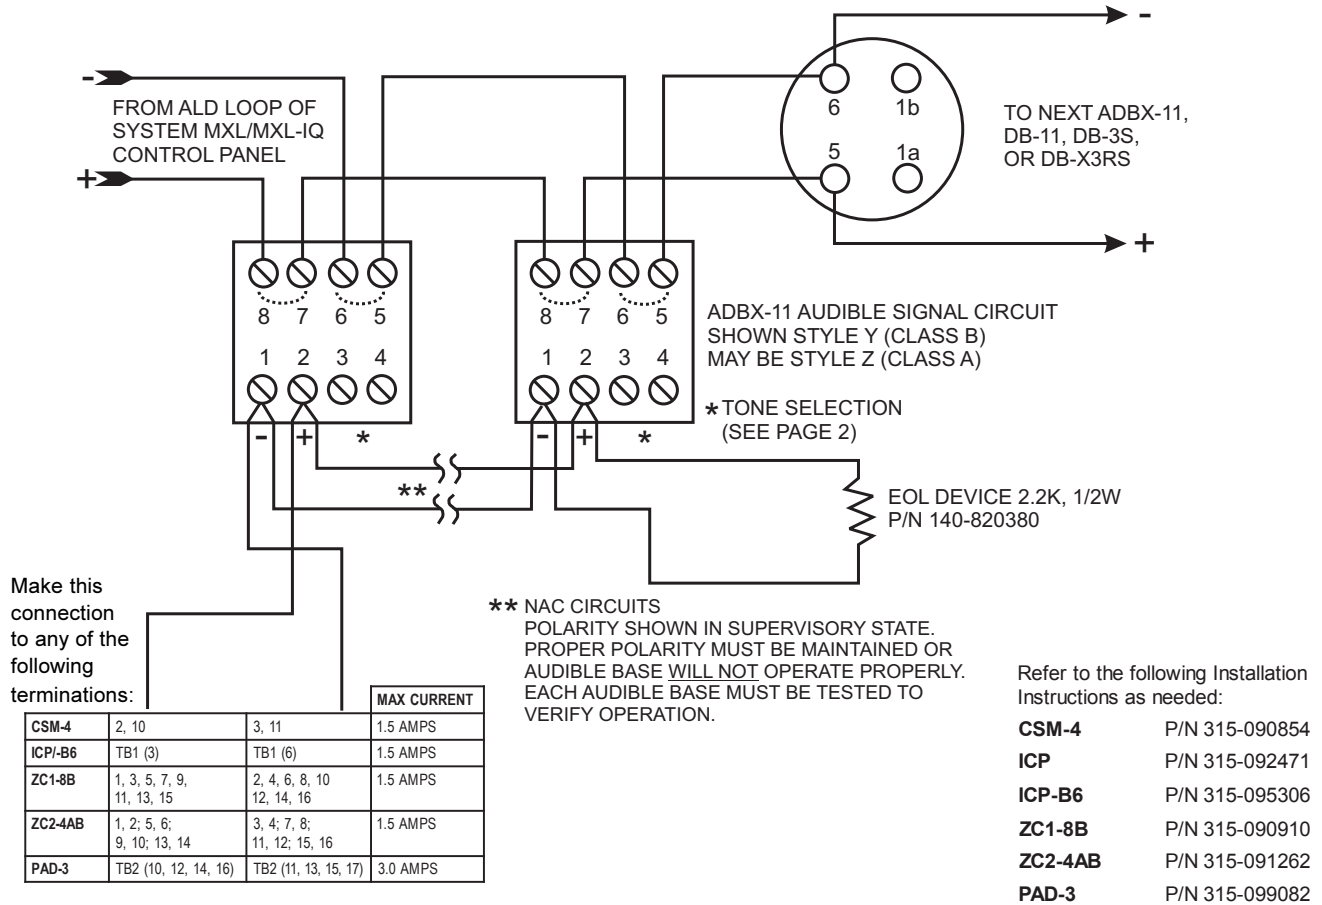 -
-
FROM ALD LOOP OF
SYSTEM MXL/MXL-IQ
CONTROL PANEL
+
6 1b
5 1a
TO NEXT ADBX-11,
DB-11, DB-3S,
OR DB-X3RS
+
8 7 6 5
1 2 3 4
- + *
8 7 6 5
1 2 3 4
- + *
ADBX-11 AUDIBLE SIGNAL CIRCUIT
SHOWN STYLE Y (CLASS B)
MAY BE STYLE Z (CLASS A)
* TONE SELECTION
(SEE PAGE 2)
**
EOL DEVICE 2.2K, 1/2W
P/N 140-820380
Make this
connection
to any of the
following
terminations:
** NAC CIRCUITS
POLARITY SHOWN IN SUPERVISORY STATE.
PROPER POLARITY MUST BE MAINTAINED OR
AUDIBLE BASE WILL NOT OPERATE PROPERLY.
EACH AUDIBLE BASE MUST BE TESTED TO
VERIFY OPERATION.
MAX CURRENT
CSM-4 2, 10 3, 11 1.5 AMPS
ICP/-B6 TB1 (3) TB1 (6) 1.5 AMPS
ZC1-8B 1, 3, 5, 7, 9, 2, 4, 6, 8, 10 1.5 AMPS
11, 13, 15 12, 14, 16
ZC2-4AB 1, 2; 5, 6; 3, 4; 7, 8; 1.5 AMPS
9, 10; 13, 14 11, 12; 15, 16
PAD-3 TB2 (10, 12, 14, 16) TB2 (11, 13, 15, 17) 3.0 AMPS
Refer to the following Installation
Instructions as needed:
CSM-4 P/N 315-090854
ICP P/N 315-092471
ICP-B6 P/N 315-095306
ZC1-8B P/N 315-090910
ZC2-4AB P/N 315-091262
PAD-3 P/N 315-099082